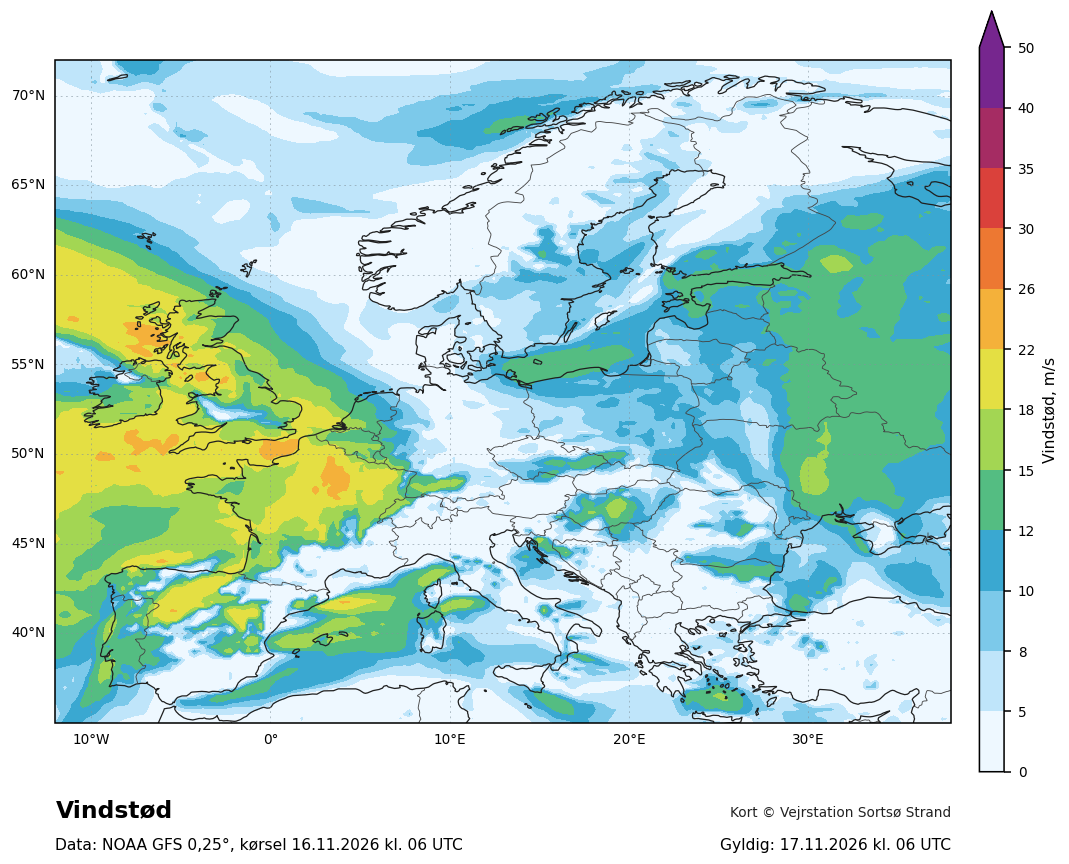 50
40
35
30
26
22
18
15
12
10
8
5
0
Vindstød, m/s
70°N
65°N
60°N
55°N
50°N
45°N
40°N
10°W
0°
10°E
20°E
30°E
Vindstød
Kort © Vejrstation Sortsø Strand
Data: NOAA GFS 0,25°, kørsel 16.11.2026 kl. 06 UTC
Gyldig: 17.11.2026 kl. 06 UTC